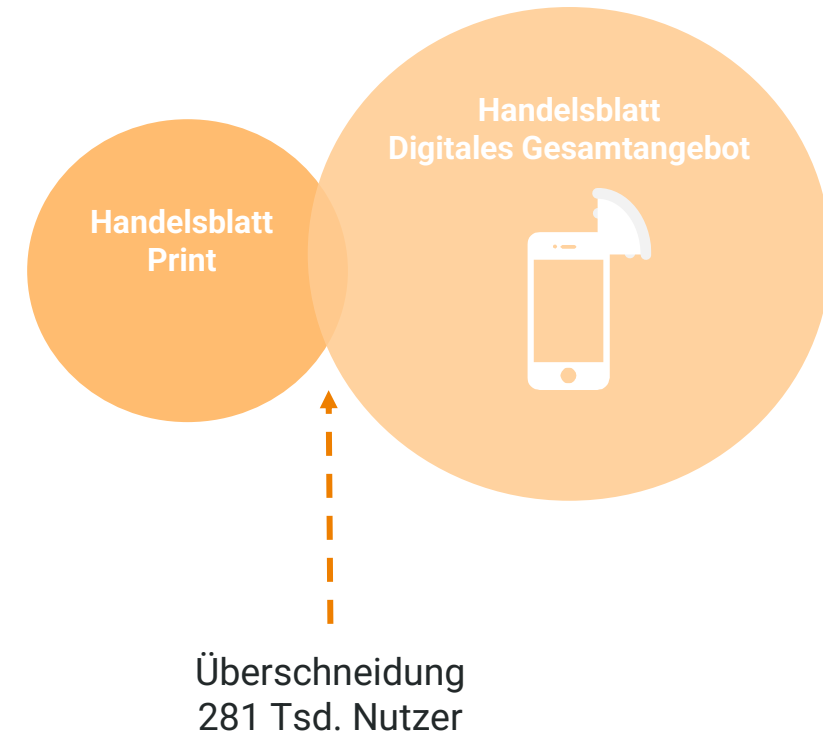 Handelsblatt
Print
Handelsblatt
Digitales Gesamtangebot
Überschneidung
281 Tsd. Nutzer